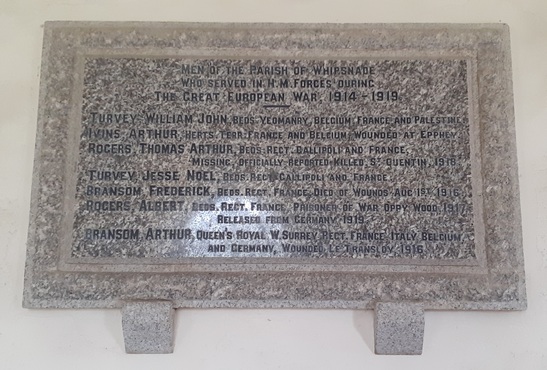 MEN OF THE PARISH OF WHIPSNADE
WHO SERVED IN H.M. FORCES DURING
THE GREAT EUROPEAN WAR, 1914-1919.
TURVEY, WILLIAM JOHN, BEDS. YEOMANRY, BELGIUM, FRANCE AND PALESTINE.
IVINS, ARTHUR, HERTS. TERR. FRANCE AND BELGIUM, WOUNDED AT EPPHLY.
ROGERS, THOMAS ARTHUR, BEDS. REGT. GALLIPOLI AND FRANCE,
MISSING, OFFICIALLY REPORTED KILLED, ST QUENTIN, 1918.
TURVEY, JESSE NOEL, BEDS. REGT. GALLIPOLI AND FRANCE.
BRANSOM, FREDERICK, BEDS. REGT. FRANCE, DIED OF WOUNDS AUG 1ST 1916.
ROGERS, ALBERT, BEDS. REGT. FRANCE, PRISONER OF WAR OPPY WOOD, 1917.
RELEASED FROM GERMANY, 1919.
BRANSOM, ARTHUR, QUEEN'S ROYAL W. SURREY REGT. FRANCE, ITALY, BELGIUM,
AND GERMANY, WOUNDED, LE TRANSLOY, 1916.